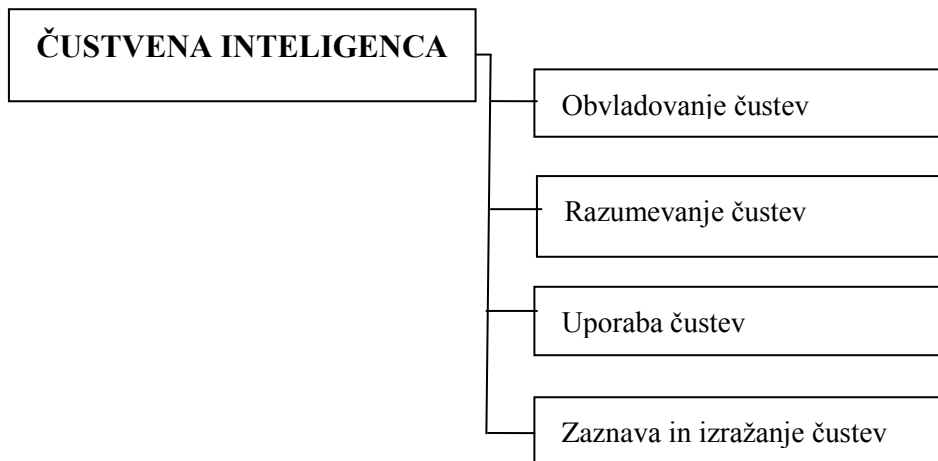 ČUSTVENA INTELIGENCA
Obvladovanje čustev
Razumevanje čustev
Uporaba čustev
Zaznava in izražanje čustev